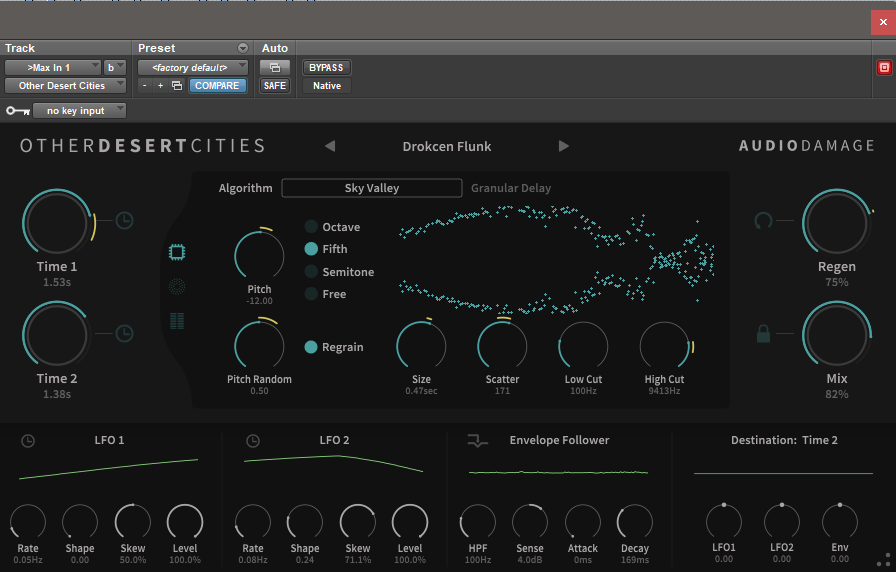 Track Preset Auto
>Max In 1 b <factory default> BYPASS
Other Desert Cities - + COMPARE SAFE Native
no key input
OTHERDESERTCITIES Drokcen Flunk AUDIODAMAGE
Algorithm Sky Valley Granular Delay
Time 1
1.53s
Time 2
1.38s
Pitch
-12.00
Octave
Fifth
Semitone
Free
Pitch Random
0.50
Regrain
Size
0.47sec
Scatter
171
Low Cut
100Hz
High Cut
9413Hz
Regen
75%
Mix
82%
LFO 1 LFO 2 Envelope Follower Destination: Time 2
Rate Shape Skew Level Rate Shape Skew Level HPF Sense Attack Decay LFO1 LFO2 Env
0.05Hz 0.00 50.0% 100.0% 0.08Hz 0.24 71.1% 100.0% 100Hz 4.0dB 0ms 169ms 0.00 0.00 0.00